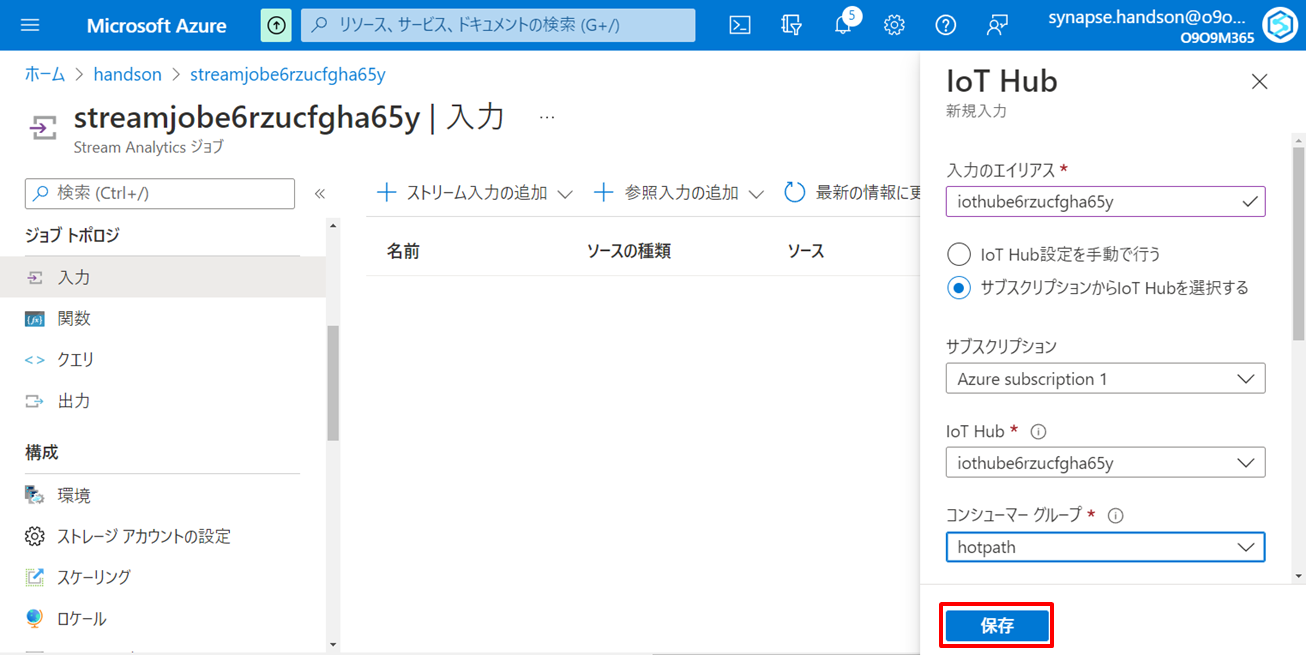 Microsoft Azure
リソース、サービス、ドキュメントの検索 (G+/)
5
synapse.handson@o9o...
O9O9M365
ホーム > handson > streamjobe6rzucfgha65y
streamjobe6rzucfgha65y | 入力 ...
Stream Analytics ジョブ
検索 (Ctrl+/)
«
ジョブ トポロジ
入力
関数
クエリ
出力
構成
環境
ストレージ アカウントの設定
スケーリング
ロケール
ストリーム入力の追加
参照入力の追加
最新の情報に更
名前
ソースの種類
ソース
IoT Hub
新規入力
入力のエイリアス *
iothube6rzucfgha65y
IoT Hub設定を手動で行う
サブスクリプションからIoT Hubを選択する
サブスクリプション
Azure subscription 1
IoT Hub *
iothube6rzucfgha65y
コンシューマー グループ *
hotpath
保存